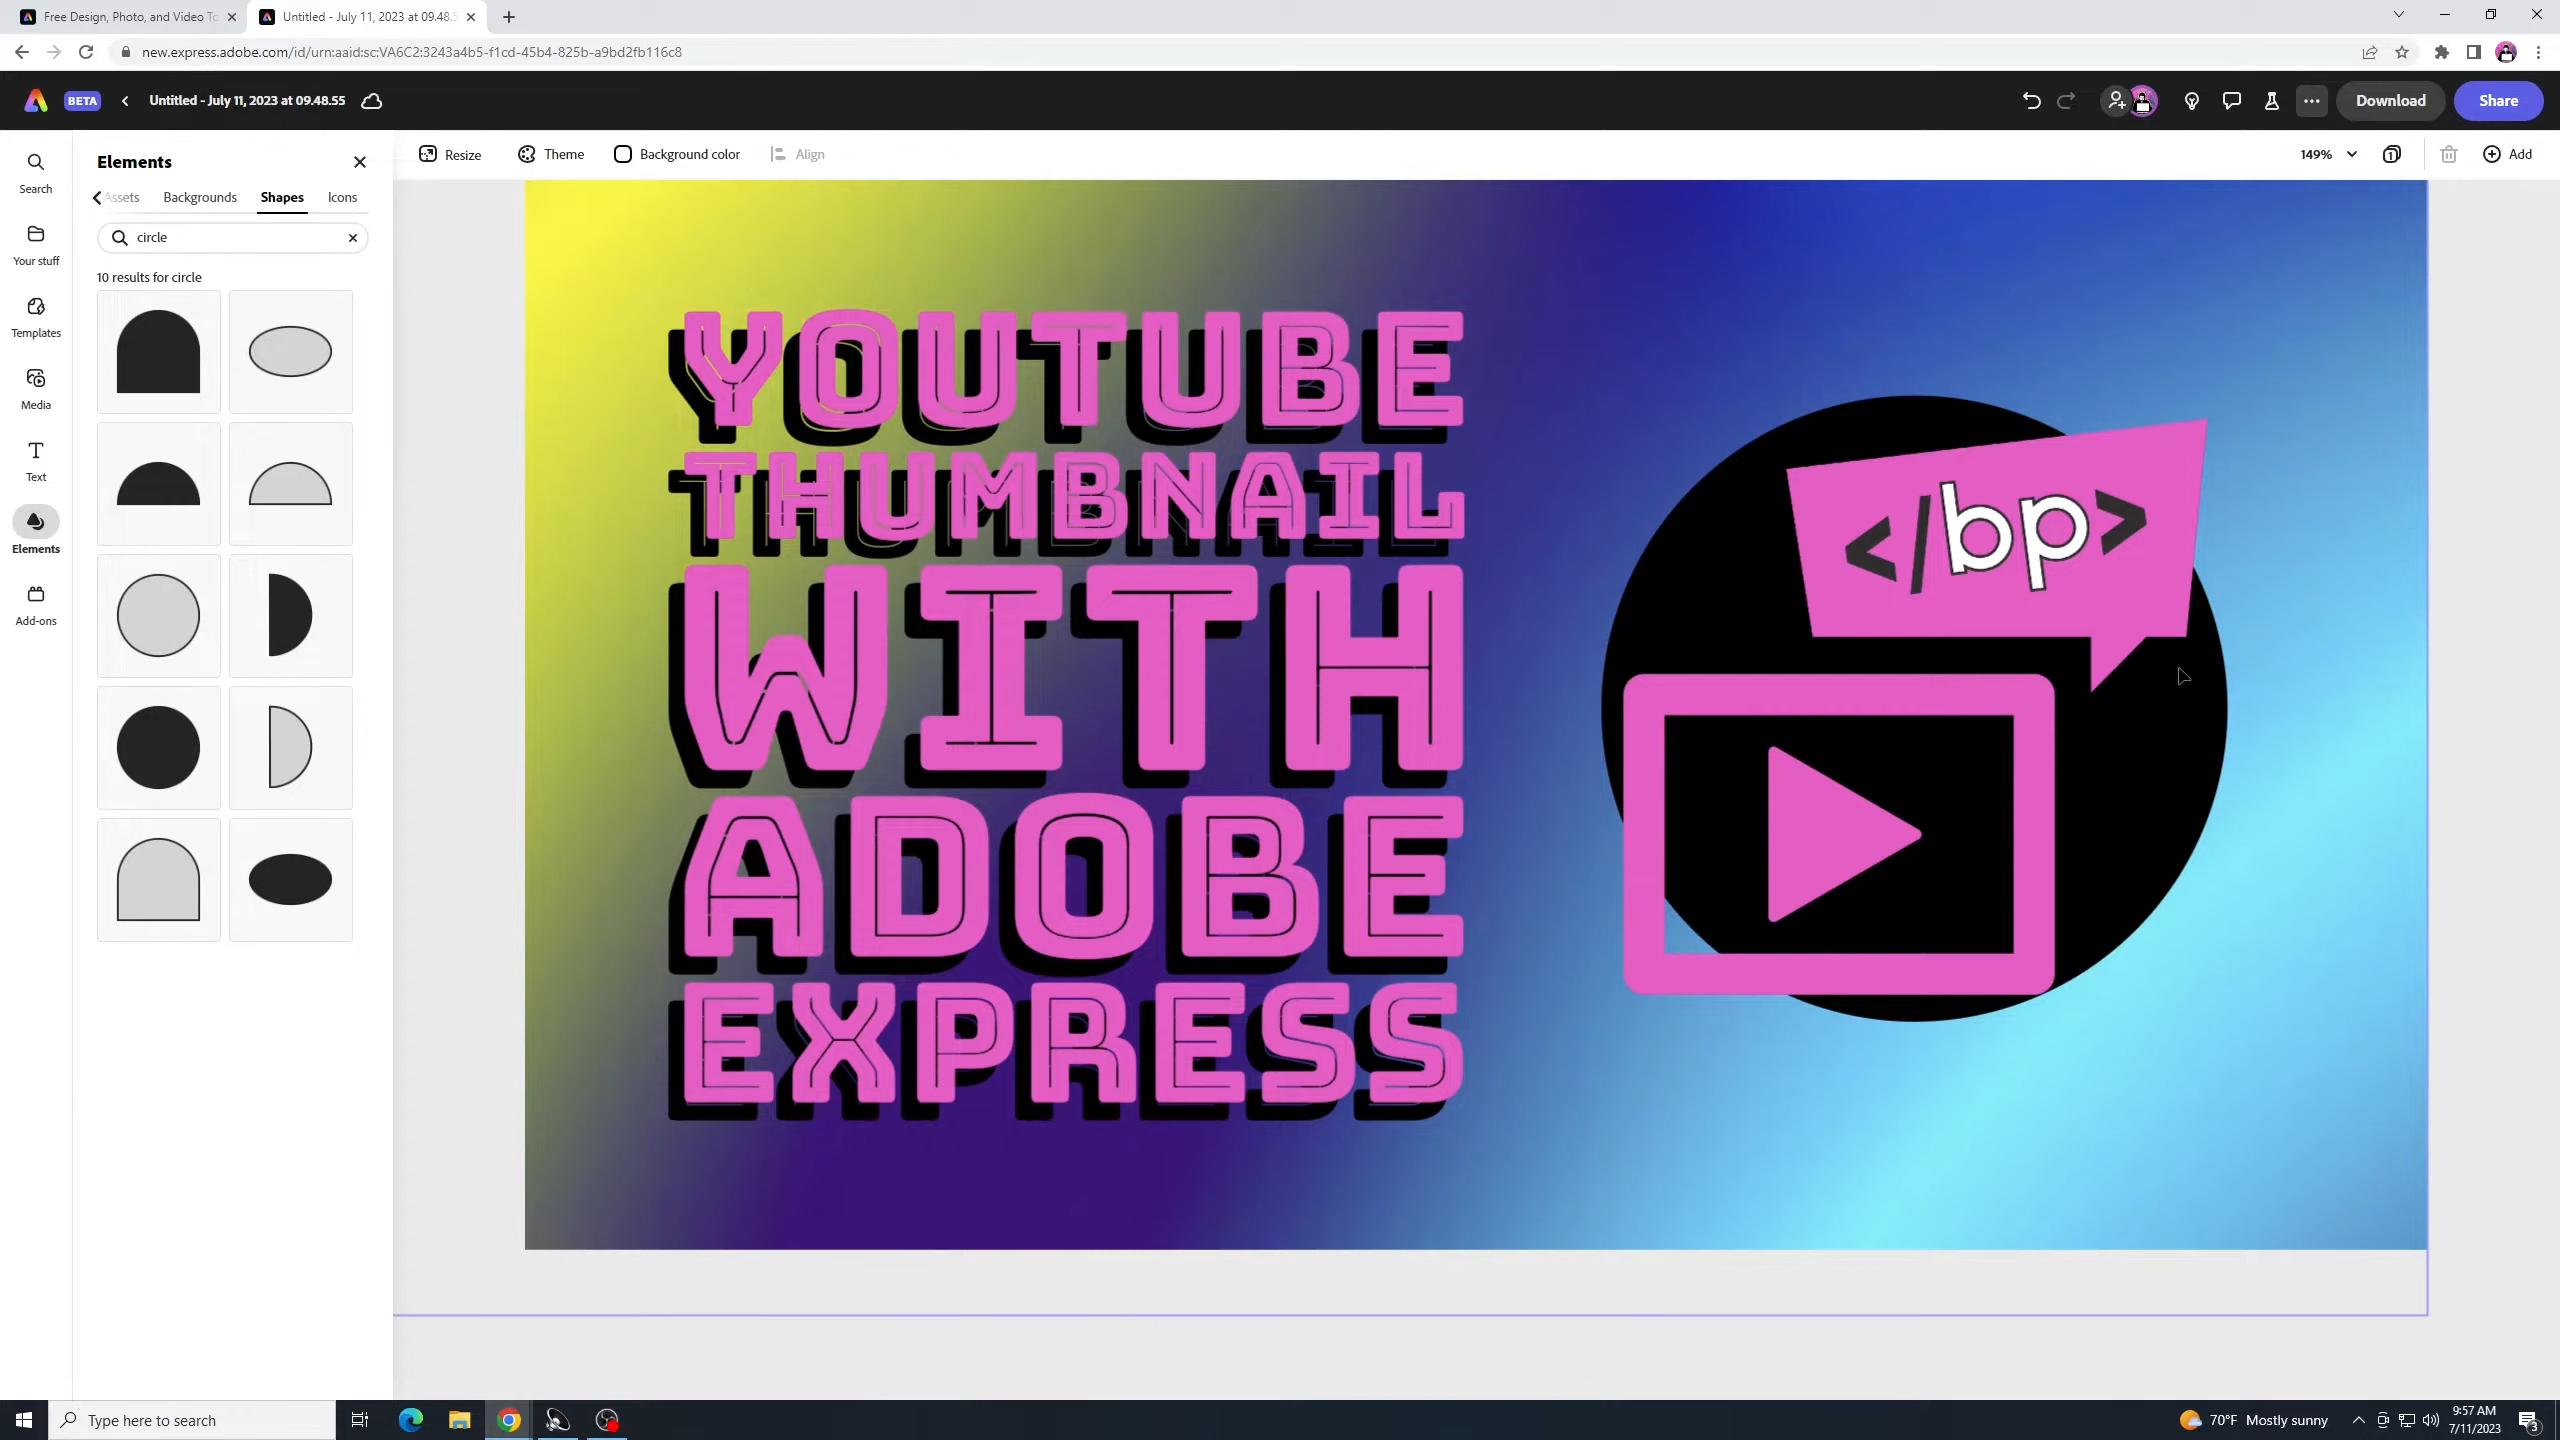 Free Design, Photo, and Video To
Untitled - July 11, 2023 at 09.48.5
new.express.adobe.com/id/urn:aaid:sc:VA6C2:3243a4b5-f1cd-45b4-825b-a9bd2fb116c8
BETA
Untitled - July 11, 2023 at 09.48.55
Download
Share
Search
Your stuff
Templates
Media
Text
Elements
Add-ons
Elements
Assets
Backgrounds
Shapes
Icons
circle
10 results for circle
Resize
Theme
Background color
Align
149%
1
Add
YOUTUBE
THUMBNAIL
WITH
ADOBE
EXPRESS
</bp>
Type here to search
70°F Mostly sunny
9:57 AM
7/11/2023
3